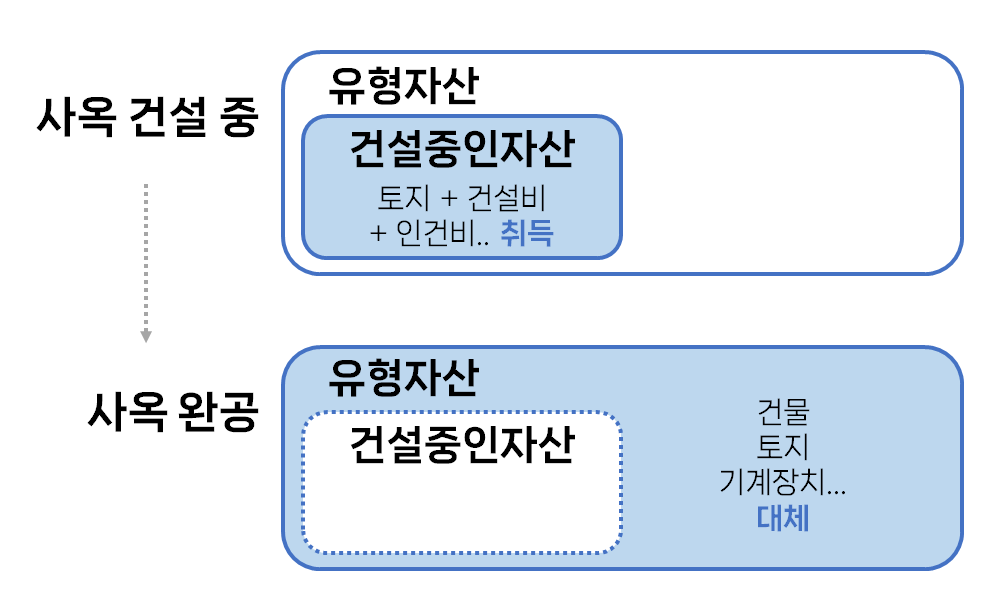 사옥 건설 중
유형자산
건설중인자산
토지 + 건설비
+ 인건비.. 취득
사옥 완공
유형자산
건설중인자산
건물
토지
기계장치...
대체